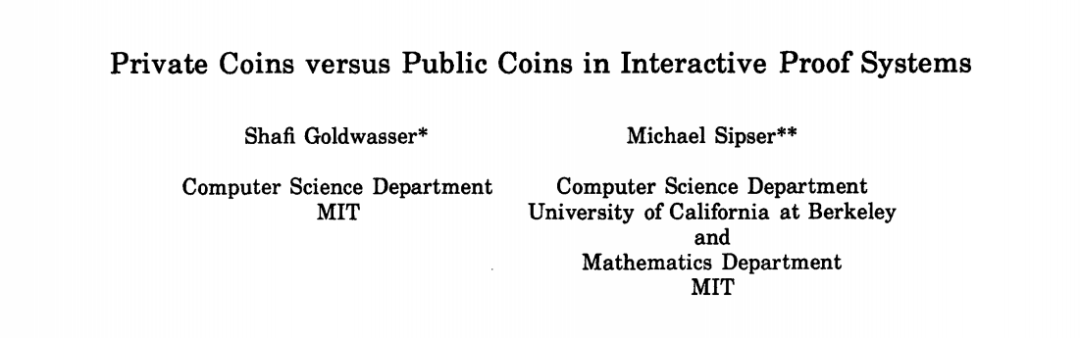 Private Coins versus Public Coins in Interactive Proof Systems
Shafi Goldwasser*
Computer Science Department
MIT
Michael Sipser**
Computer Science Department
University of California at Berkeley
and
Mathematics Department
MIT